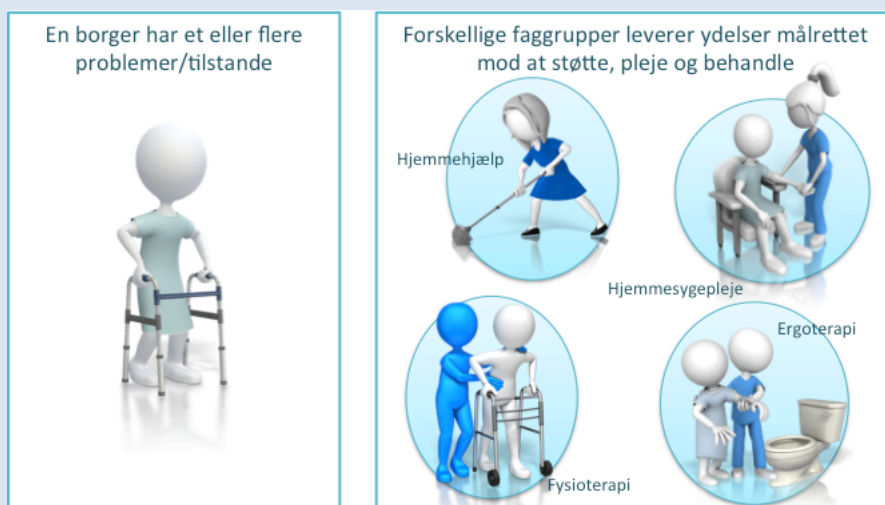 En borger har et eller flere
problemer/tilstande
Forskellige faggrupper leverer ydelser målrettet
mod at støtte, pleje og behandle
Hjemmehjælp
Hjemmesygepleje
Ergoterapi
Fysioterapi